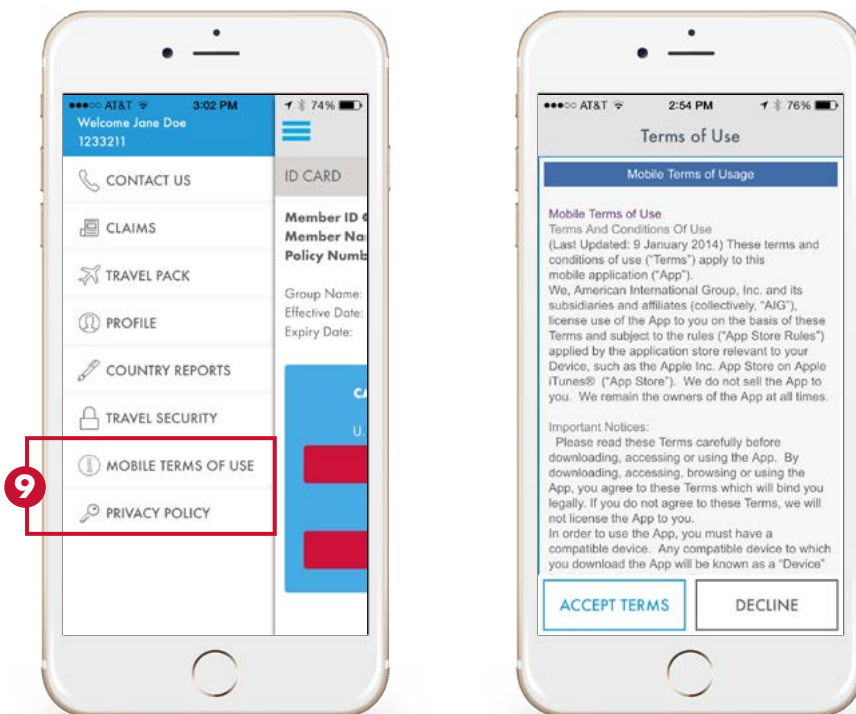 AT&T 3:02 PM 74%
Welcome Jane Doe
1233211
CONTACT US
CLAIMS
TRAVEL PACK
PROFILE
COUNTRY REPORTS
TRAVEL SECURITY
9
MOBILE TERMS OF USE
PRIVACY POLICY
ID CARD
Member ID
Member Na
Policy Numb
Group Name:
Effective Date:
Expiry Date:
CA
U.
AT&T 2:54 PM 76%
Terms of Use
Mobile Terms of Usage
Mobile Terms of Use
Terms And Conditions Of Use
(Last Updated: 9 January 2014) These terms and
conditions of use ("Terms") apply to this
mobile application ("App").
We, American International Group, Inc. and its
subsidiaries and affiliates (collectively, "AIG"),
license use of the App to you on the basis of these
Terms and subject to the rules ("App Store Rules")
applied by the application store relevant to your
Device, such as the Apple Inc. App Store on Apple
iTunes® ("App Store"). We do not sell the App to
you. We remain the owners of the App at all times.
Important Notices:
Please read these Terms carefully before
downloading, accessing or using the App. By
downloading, accessing, browsing or using the
App, you agree to these Terms which will bind you
legally. If you do not agree to these Terms, we will
not license the App to you.
In order to use the App, you must have a
compatible device. Any compatible device to which
you download the App will be known as a "Device"
ACCEPT TERMS
DECLINE